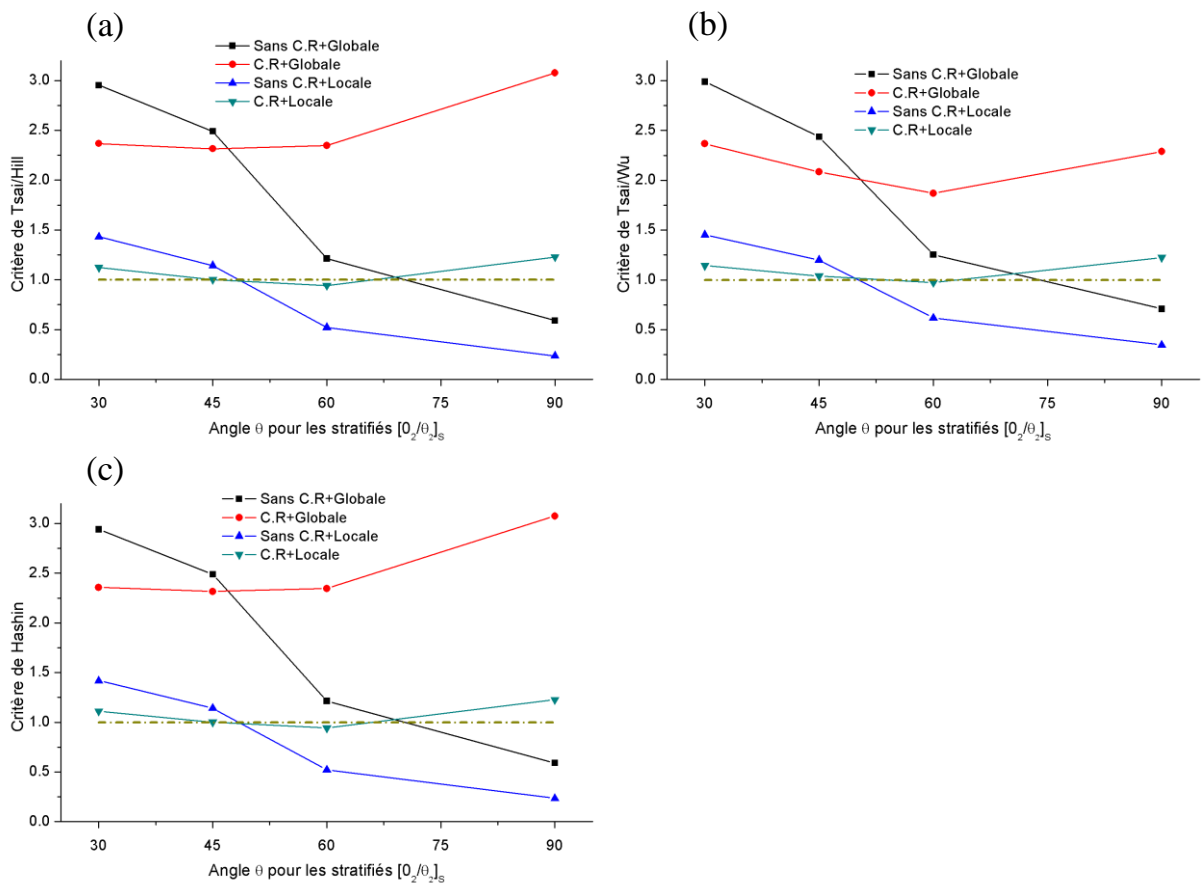 (a)
Sans C.R+Globale
C.R+Globale
Sans C.R+Locale
C.R+Locale
Critère de Tsai/Hill
3.0
2.5
2.0
1.5
1.0
0.5
0.0
30 45 60 75 90
Angle θ pour les stratifiés [0₂/θ₂]S
(b)
Sans C.R+Globale
C.R+Globale
Sans C.R+Locale
C.R+Locale
Critère de Tsai/Wu
3.0
2.5
2.0
1.5
1.0
0.5
0.0
30 45 60 75 90
Angle θ pour les stratifiés [0₂/θ₂]S
(c)
Sans C.R+Globale
C.R+Globale
Sans C.R+Locale
C.R+Locale
Critère de Hashin
3.0
2.5
2.0
1.5
1.0
0.5
0.0
30 45 60 75 90
Angle θ pour les stratifiés [0₂/θ₂]S